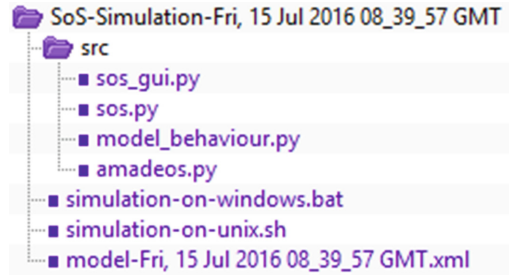 SoS-Simulation-Fri, 15 Jul 2016 08_39_57 GMT
src
sos_gui.py
sos.py
model_behaviour.py
amadeos.py
simulation-on-windows.bat
simulation-on-unix.sh
model-Fri, 15 Jul 2016 08_39_57 GMT.xml